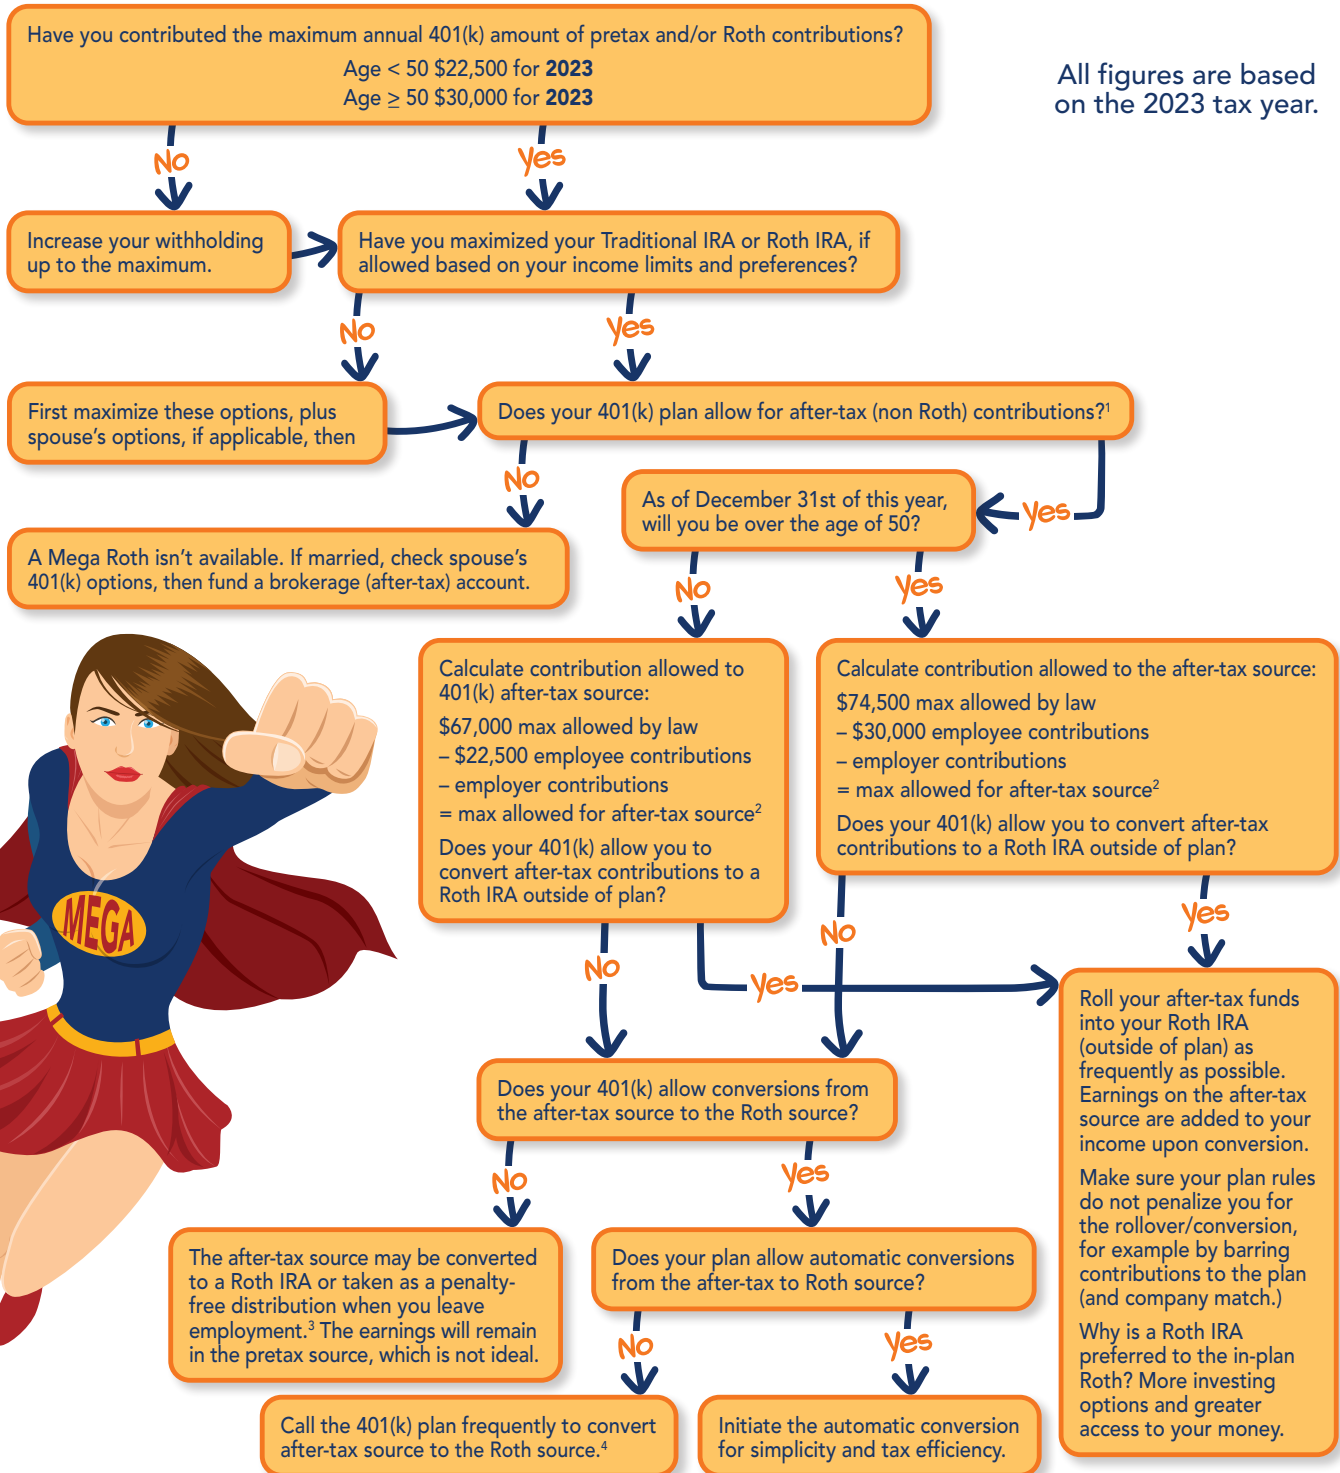 Have you contributed the maximum annual 401(k) amount of pretax and/or Roth contributions?
Age < 50 $22,500 for 2023
Age ≥ 50 $30,000 for 2023
All figures are based
on the 2023 tax year.
No
Yes
Increase your withholding
up to the maximum.
Have you maximized your Traditional IRA or Roth IRA, if
allowed based on your income limits and preferences?
No
Yes
First maximize these options, plus
spouse's options, if applicable, then
Does your 401(k) plan allow for after-tax (non Roth) contributions?¹
No
Yes
As of December 31st of this year,
will you be over the age of 50?
A Mega Roth isn't available. If married, check spouse's
401(k) options, then fund a brokerage (after-tax) account.
No
Yes
Calculate contribution allowed to
401(k) after-tax source:
$67,000 max allowed by law
– $22,500 employee contributions
– employer contributions
= max allowed for after-tax source²
Does your 401(k) allow you to
convert after-tax contributions to a
Roth IRA outside of plan?
Calculate contribution allowed to the after-tax source:
$74,500 max allowed by law
– $30,000 employee contributions
– employer contributions
= max allowed for after-tax source²
Does your 401(k) allow you to convert after-tax
contributions to a Roth IRA outside of plan?
MEGA
No
Yes
No
Yes
Roll your after-tax funds
into your Roth IRA
(outside of plan) as
frequently as possible.
Earnings on the after-tax
source are added to your
income upon conversion.
Make sure your plan rules
do not penalize you for
the rollover/conversion,
for example by barring
contributions to the plan
(and company match.)
Why is a Roth IRA
preferred to the in-plan
Roth? More investing
options and greater
access to your money.
Does your 401(k) allow conversions from
the after-tax source to the Roth source?
No
Yes
The after-tax source may be converted
to a Roth IRA or taken as a penalty-
free distribution when you leave
employment.³ The earnings will remain
in the pretax source, which is not ideal.
Does your plan allow automatic conversions
from the after-tax to Roth source?
No
Yes
Call the 401(k) plan frequently to convert
after-tax source to the Roth source.⁴
Initiate the automatic conversion
for simplicity and tax efficiency.